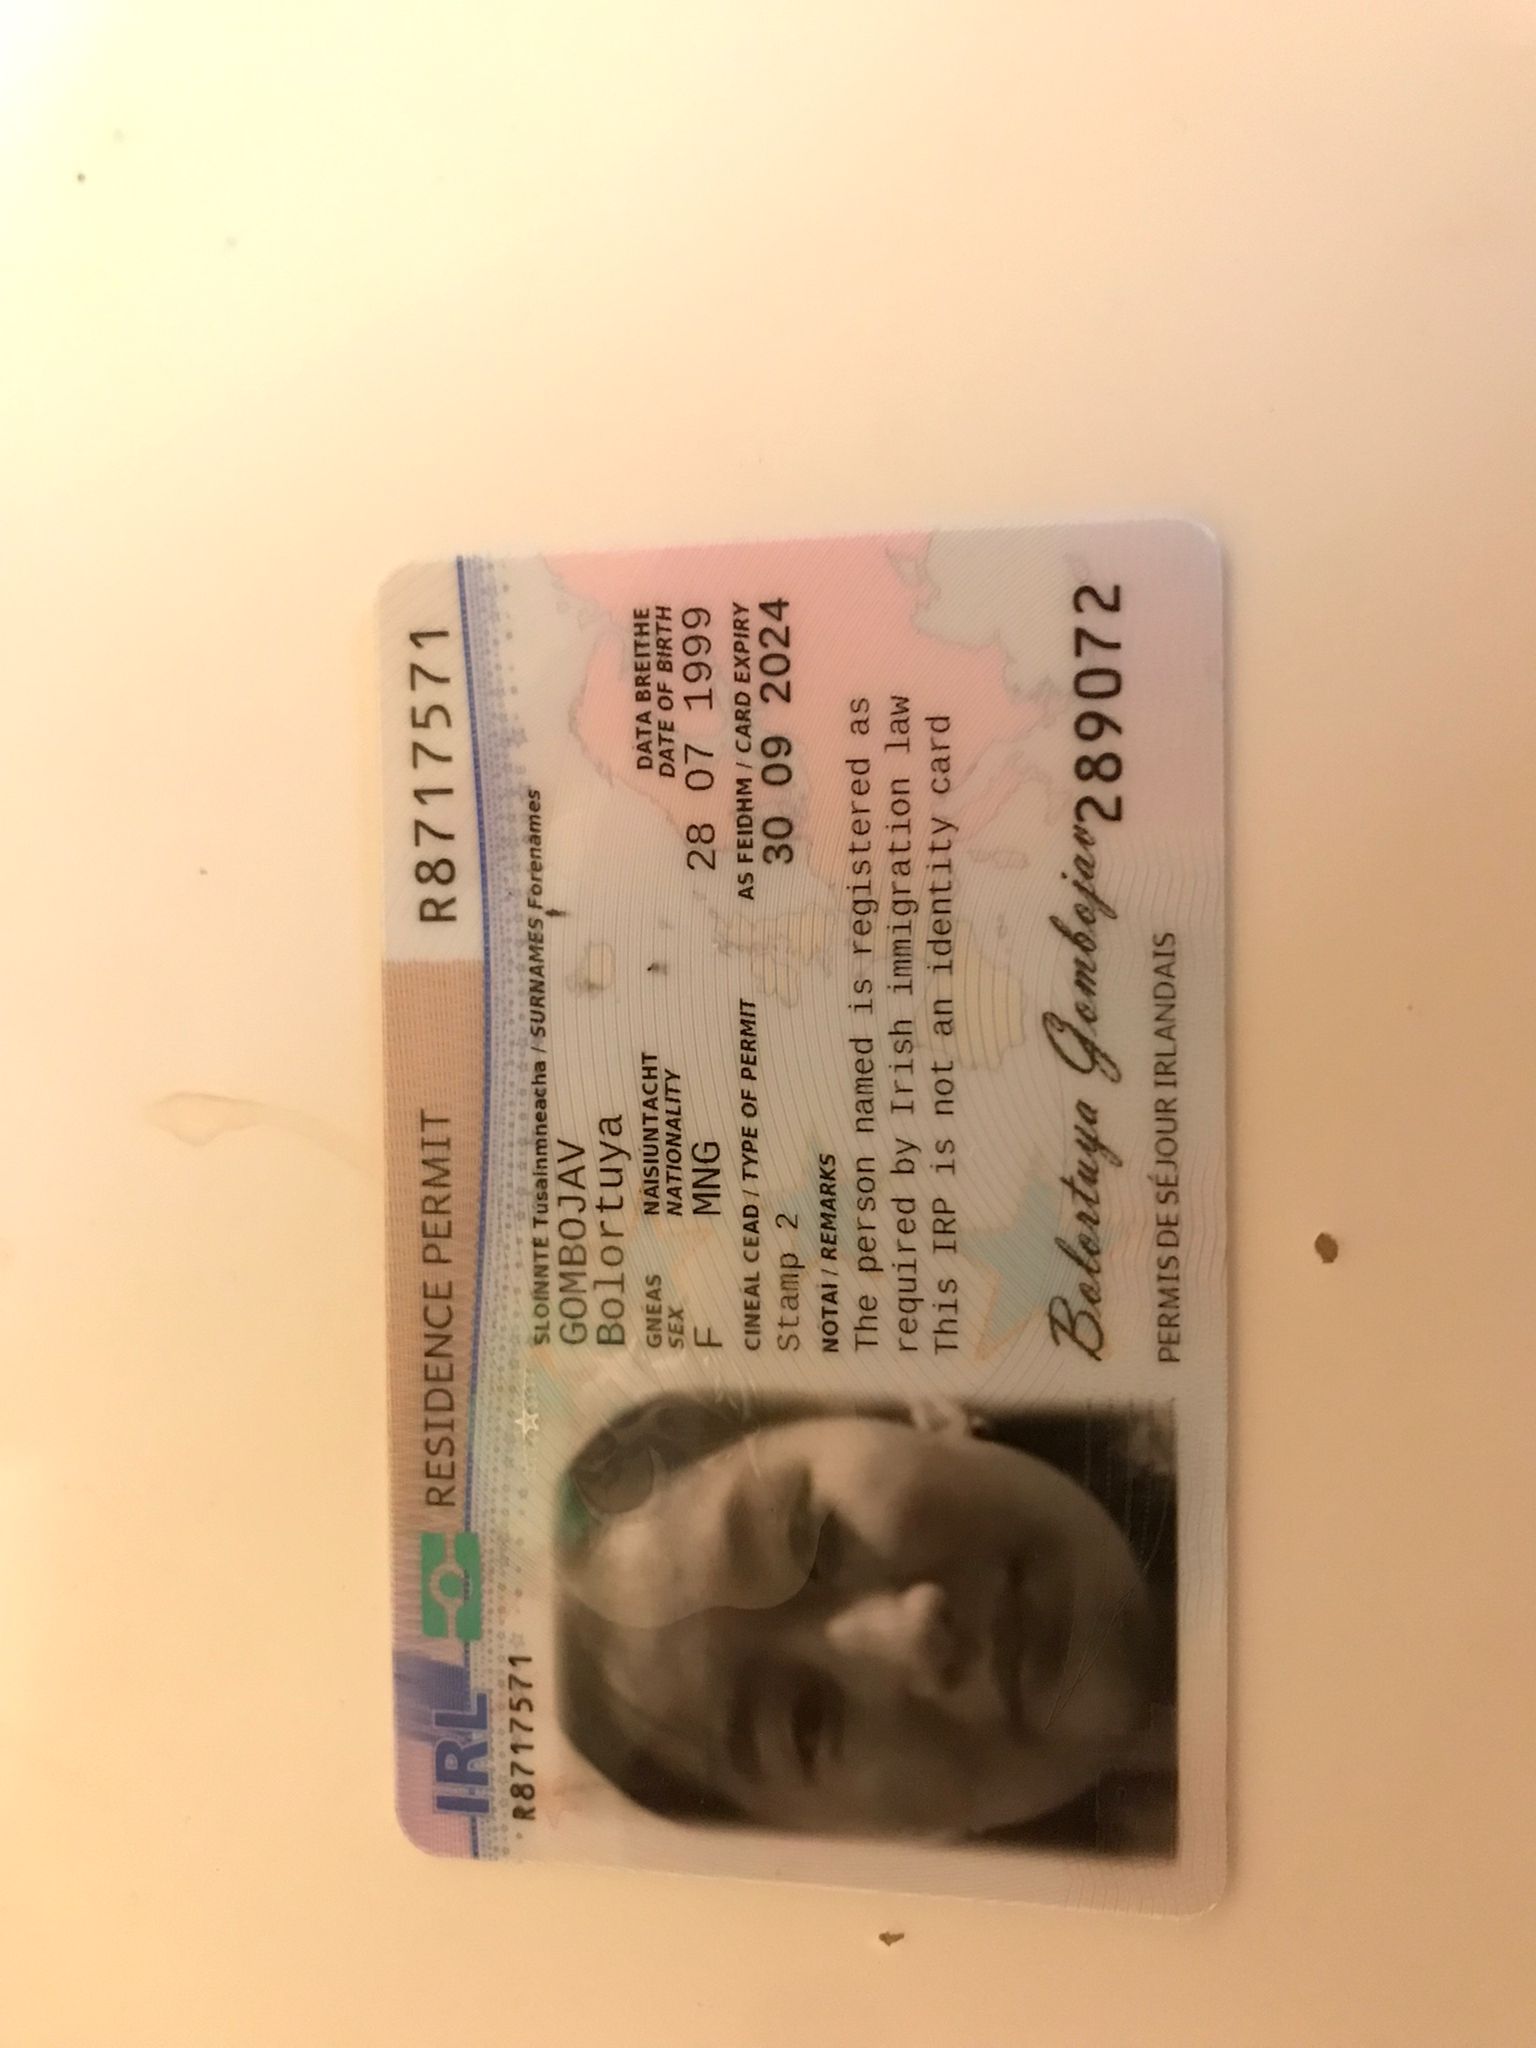 IRL RESIDENCE PERMIT R8717571
R8717571
SLOINNTE Túsainmneacha / SURNAMES Forenames
GOMBOJAV
Bolortuya
GNEAS NAISIUNTACHT DATA BREITHE
SEX NATIONALITY DATE OF BIRTH
F MNG 28 07 1999
CINEAL CEAD / TYPE OF PERMIT AS FEIDHM / CARD EXPIRY
Stamp 2 30 09 2024
NOTAI / REMARKS
The person named is registered as
required by Irish immigration law
This IRP is not an identity card
Bolortuya Gombojav 289072
PERMIS DE SÉJOUR IRLANDAIS